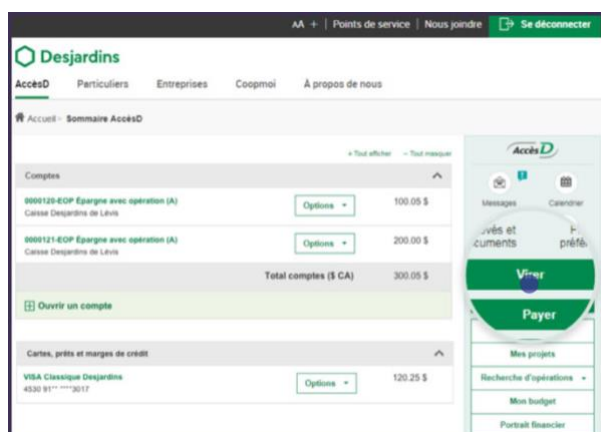 AA + | Points de service | Nous joindre Se déconnecter
Desjardins
AccèsD Particuliers Entreprises Coopmoi À propos de nous
Accueil - Sommaire AccèsD
+ Tout afficher - Tout masquer
Comptes
0000120-EOP Épargne avec opération (A) Options 100.05 $
Caisse Desjardins de Lévis
0000121-EOP Épargne avec opération (A) Options 200.00 $
Caisse Desjardins de Lévis
Total comptes ($ CA) 300.05 $
Ouvrir un compte
Cartes, prêts et marges de crédit
VISA Classique Desjardins Options 120.25 $
4530 91** ****3017
AccèsD
Messages Calendrier
vés et
cuments préfé
Virer
Payer
Mes projets
Recherche d'opérations
Mon budget
Portrait financier